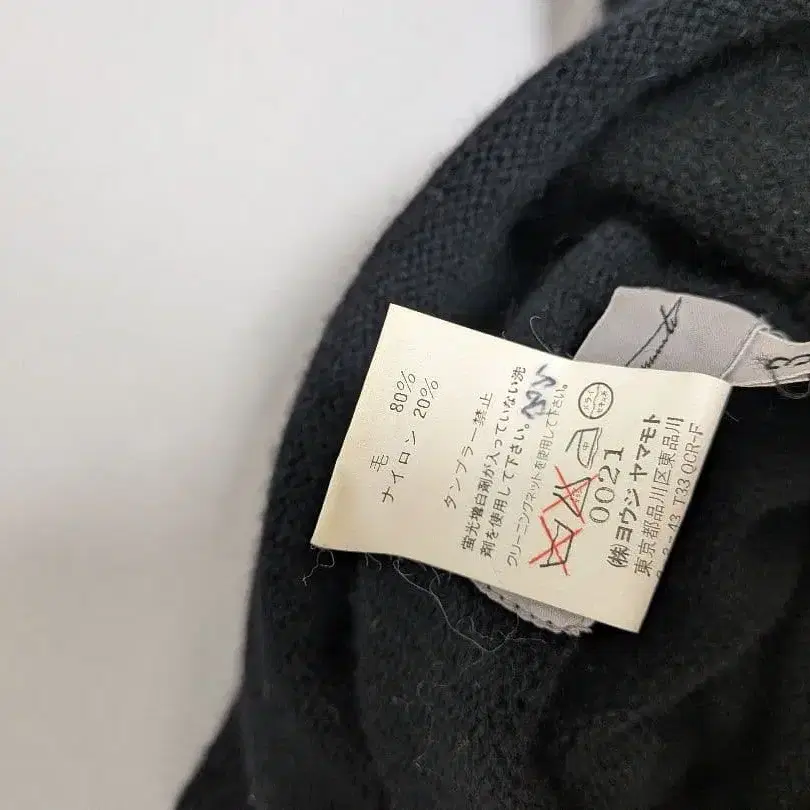 毛 80%
ナイロン 20%
タンブラー禁止
蛍光増白剤が入っていない洗
剤を使用して下さい。
クリーニングネットを使用して下さい。
中
0021
(株)ヨウジ ヤマモト
東京都品川区東品川
T33 QCR-F
3